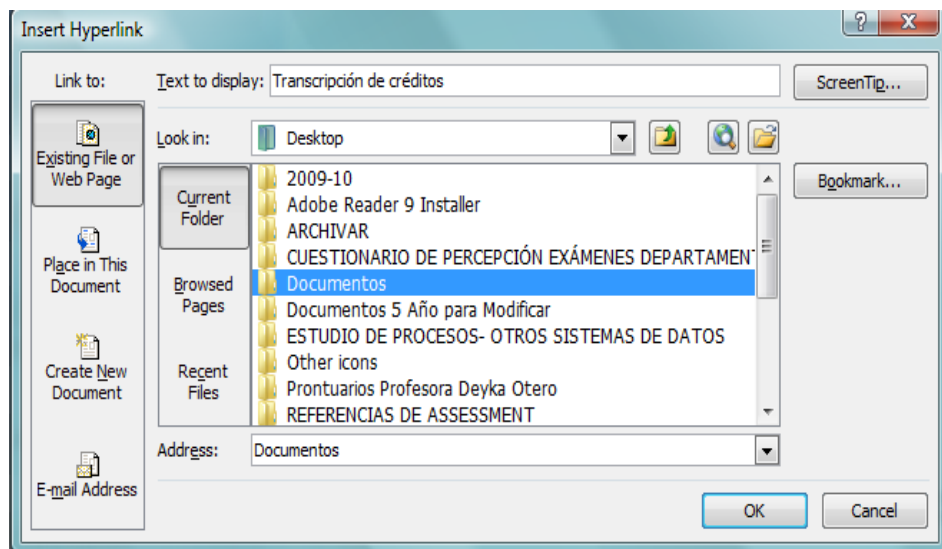 Insert Hyperlink
Link to:
Text to display: Transcripción de créditos
ScreenTip...
Existing File or
Web Page
Place in This
Document
Create New
Document
E-mail Address
Look in: Desktop
Current
Folder
Browsed
Pages
Recent
Files
2009-10
Adobe Reader 9 Installer
ARCHIVAR
CUESTIONARIO DE PERCEPCIÓN EXÁMENES DEPARTAMEN
Documentos
Documentos 5 Año para Modificar
ESTUDIO DE PROCESOS- OTROS SISTEMAS DE DATOS
Other icons
Prontuarios Profesora Deyka Otero
REFERENCIAS DE ASSESSMENT
Bookmark...
Address: Documentos
OK
Cancel